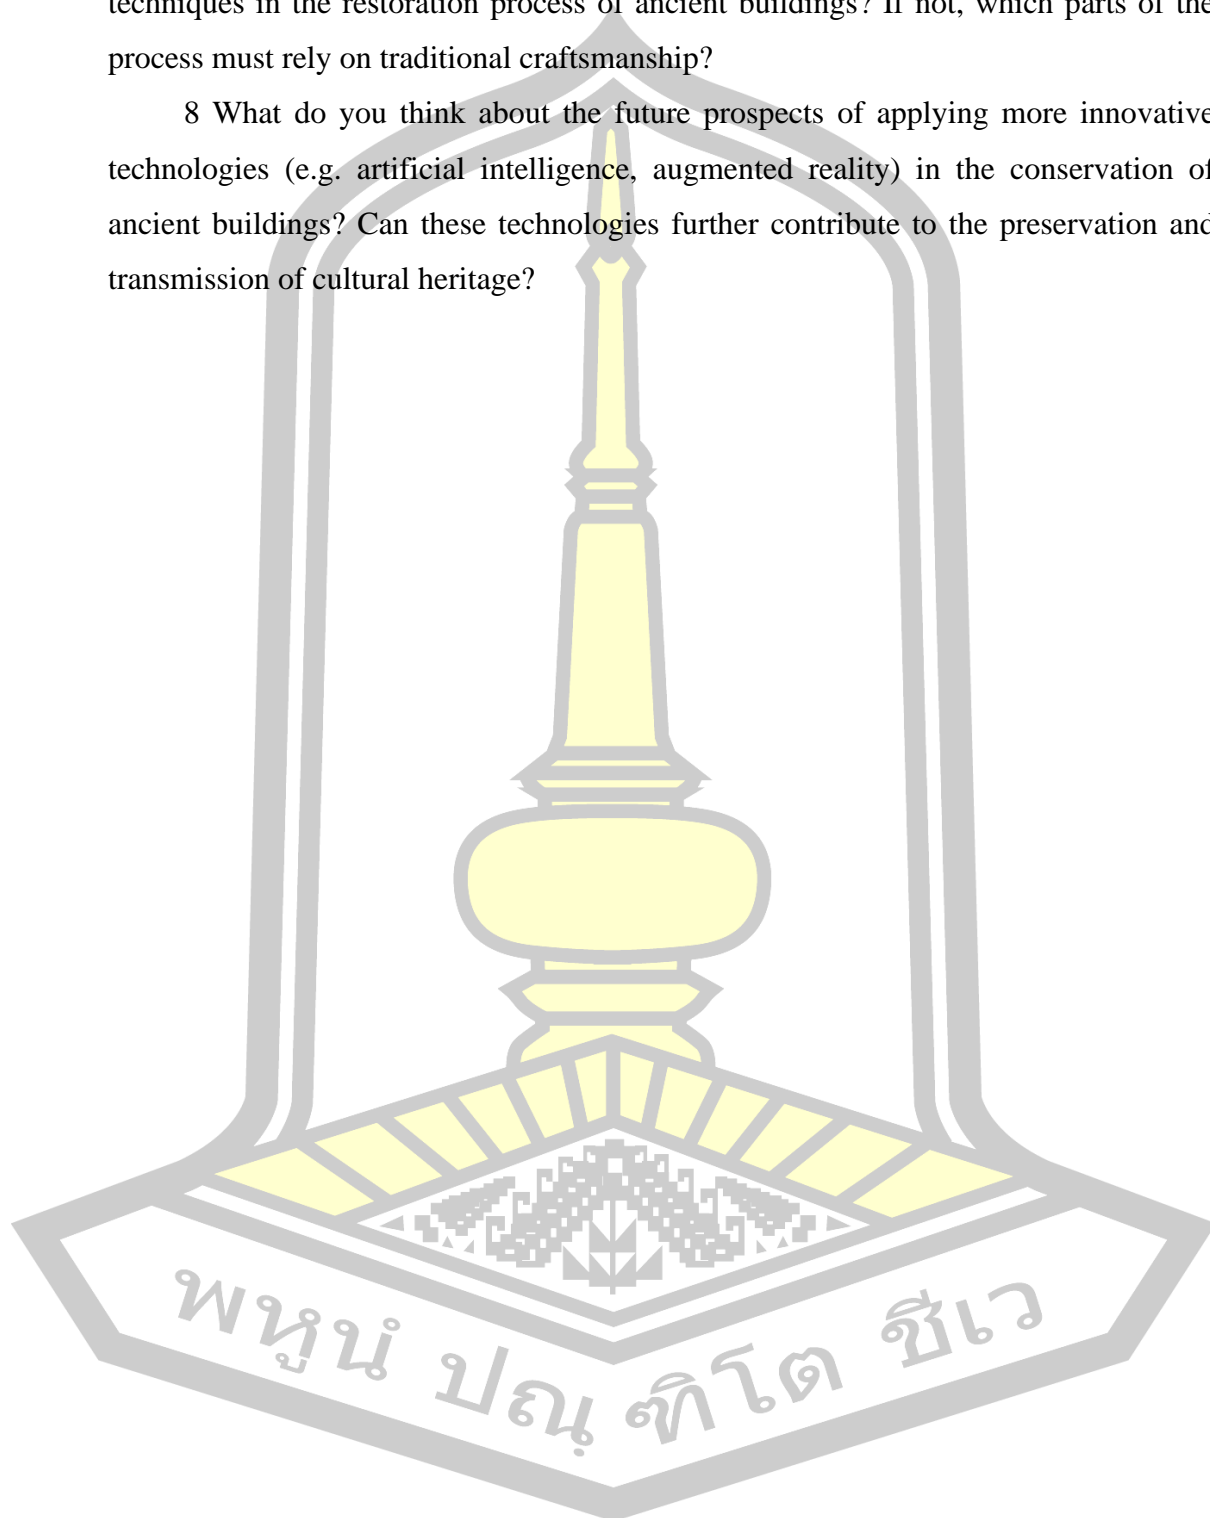 techniques in the restoration process of ancient buildings? If not, which parts of the
process must rely on traditional craftsmanship?
8 What do you think about the future prospects of applying more innovative
technologies (e.g. artificial intelligence, augmented reality) in the conservation of
ancient buildings? Can these technologies further contribute to the preservation and
transmission of cultural heritage?
พหูนํ ปณฺฑิโต ชีเว